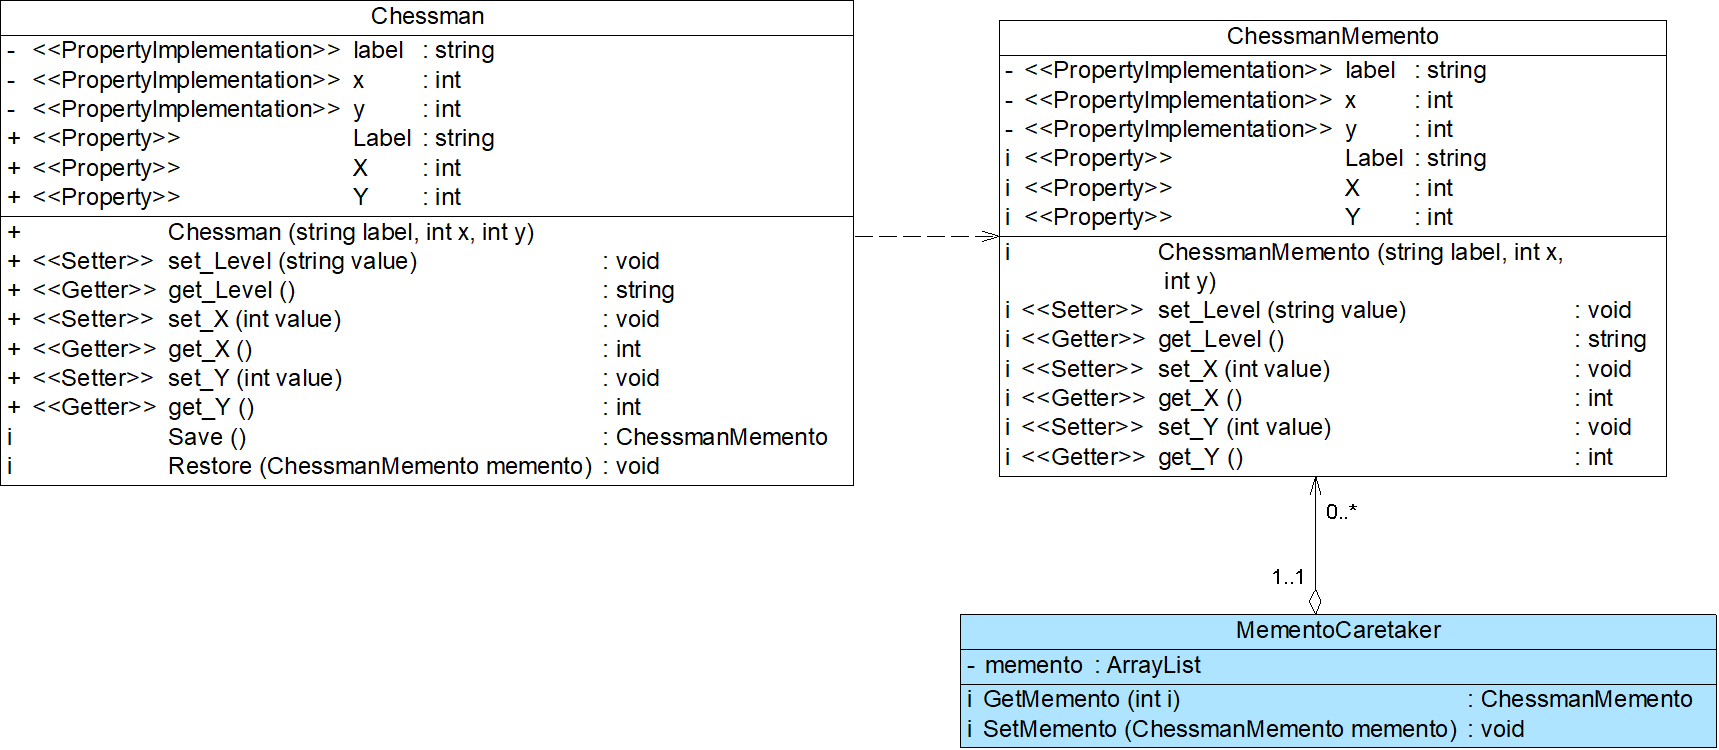 Chessman
- <<PropertyImplementation>> label : string
- <<PropertyImplementation>> x : int
- <<PropertyImplementation>> y : int
+ <<Property>> Label : string
+ <<Property>> X : int
+ <<Property>> Y : int
+ Chessman (string label, int x, int y)
+ <<Setter>> set_Level (string value) : void
+ <<Getter>> get_Level () : string
+ <<Setter>> set_X (int value) : void
+ <<Getter>> get_X () : int
+ <<Setter>> set_Y (int value) : void
+ <<Getter>> get_Y () : int
i Save () : ChessmanMemento
i Restore (ChessmanMemento memento) : void
ChessmanMemento
- <<PropertyImplementation>> label : string
- <<PropertyImplementation>> x : int
- <<PropertyImplementation>> y : int
i <<Property>> Label : string
i <<Property>> X : int
i <<Property>> Y : int
i ChessmanMemento (string label, int x,
int y)
i <<Setter>> set_Level (string value) : void
i <<Getter>> get_Level () : string
i <<Setter>> set_X (int value) : void
i <<Getter>> get_X () : int
i <<Setter>> set_Y (int value) : void
i <<Getter>> get_Y () : int
0..*
1..1
MementoCaretaker
- memento : ArrayList
i GetMemento (int i) : ChessmanMemento
i SetMemento (ChessmanMemento memento) : void